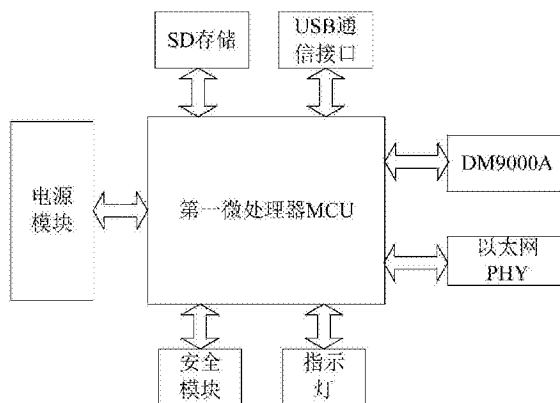 SD存储
USB通
信接口
电源
模块
第一微处理器MCU
DM9000A
以太网
PHY
安全
模块
指示
灯